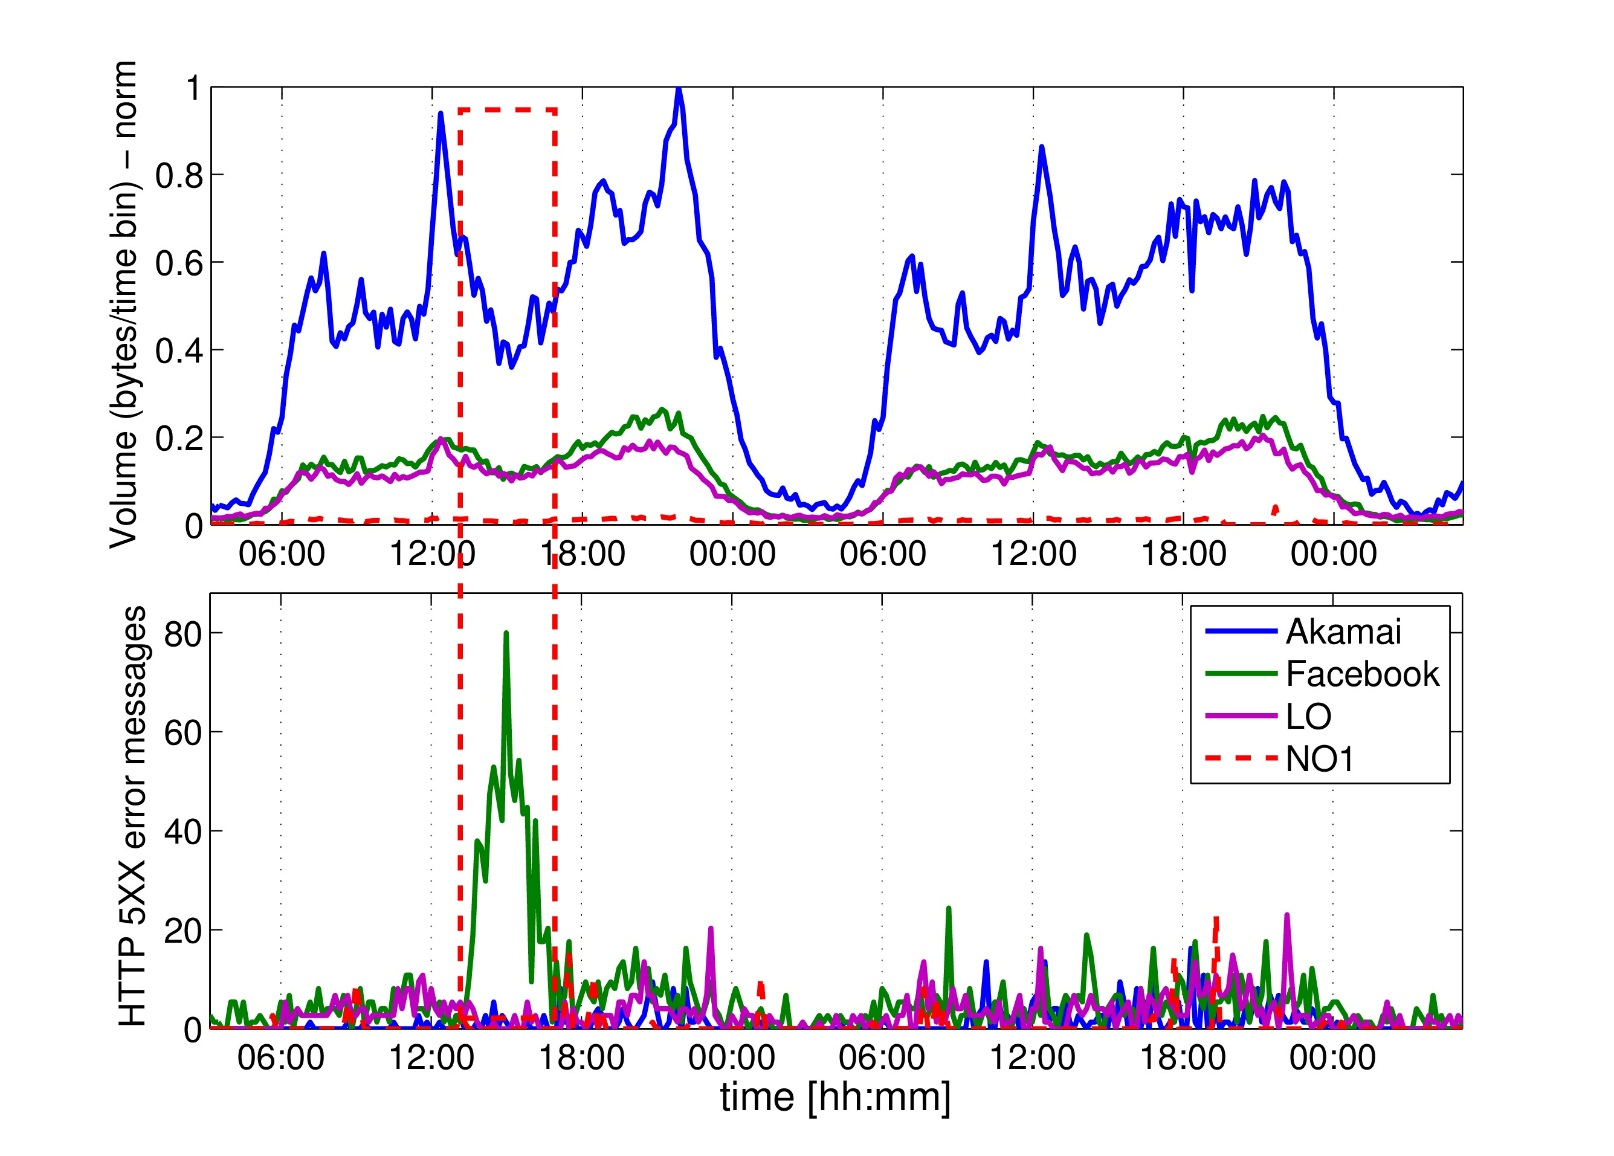 Volume (bytes/time bin) – norm
1
0.8
0.6
0.4
0.2
0
06:00 12:00 18:00 00:00 06:00 12:00 18:00 00:00
HTTP 5XX error messages
80
60
40
20
0
Akamai
Facebook
LO
NO1
06:00 12:00 18:00 00:00 06:00 12:00 18:00 00:00
time [hh:mm]